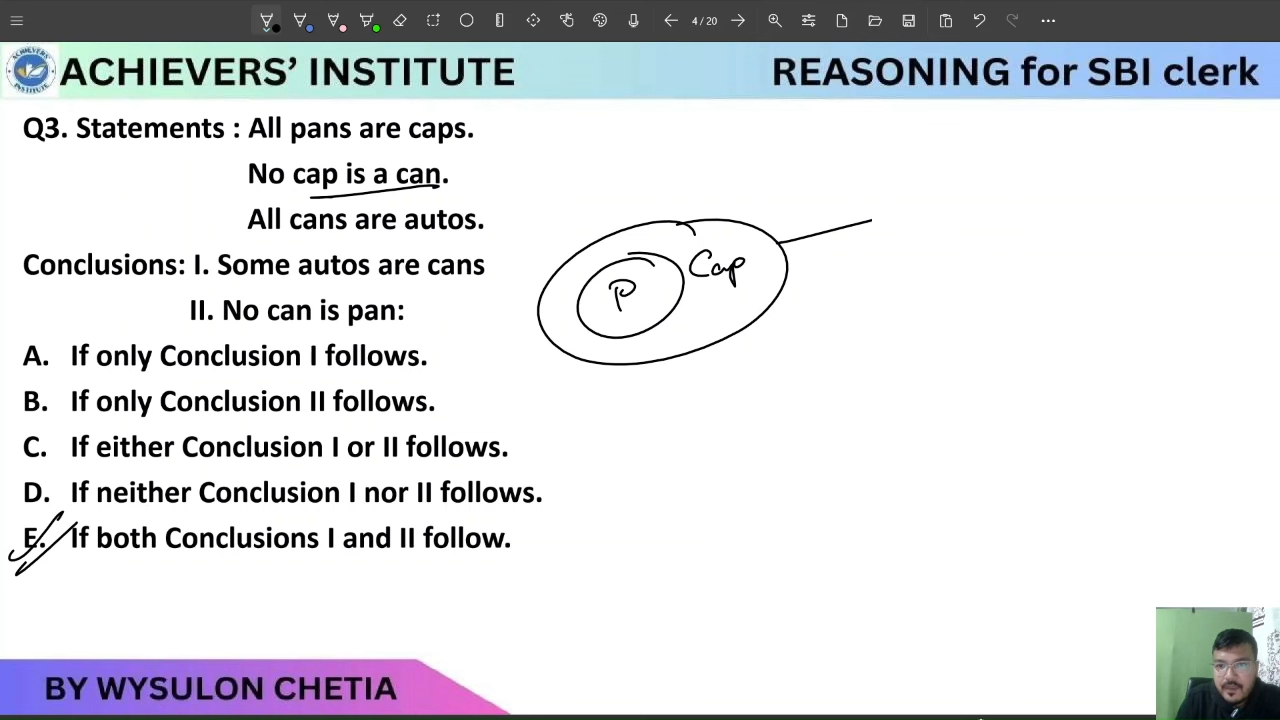 4 / 20
ACHIEVERS’ INSTITUTE REASONING for SBI clerk
Q3. Statements : All pans are caps.
No cap is a can.
All cans are autos.
Conclusions: I. Some autos are cans
II. No can is pan:
A. If only Conclusion I follows.
B. If only Conclusion II follows.
C. If either Conclusion I or II follows.
D. If neither Conclusion I nor II follows.
E. If both Conclusions I and II follow.
P Cap
BY WYSULON CHETIA